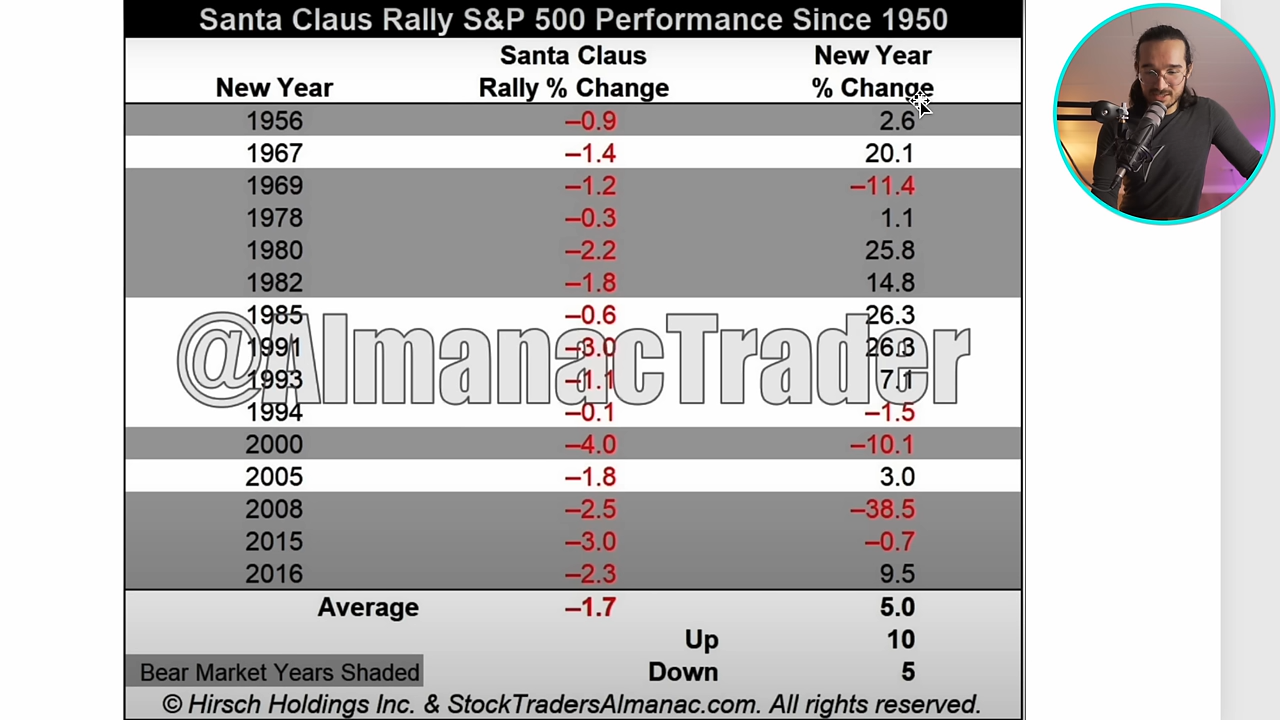 Santa Claus Rally S&P 500 Performance Since 1950
Santa Claus New Year
New Year Rally % Change % Change
1956 –0.9 2.6
1967 –1.4 20.1
1969 –1.2 –11.4
1978 –0.3 1.1
1980 –2.2 25.8
1982 –1.8 14.8
1985 –0.6 26.3
1991 –3.0 26.3
@AlmanacTrader
1993 –1.1 7.1
1994 –0.1 –1.5
2000 –4.0 –10.1
2005 –1.8 3.0
2008 –2.5 –38.5
2015 –3.0 –0.7
2016 –2.3 9.5
Average –1.7 5.0
Up 10
Bear Market Years Shaded Down 5
© Hirsch Holdings Inc. & StockTradersAlmanac.com. All rights reserved.